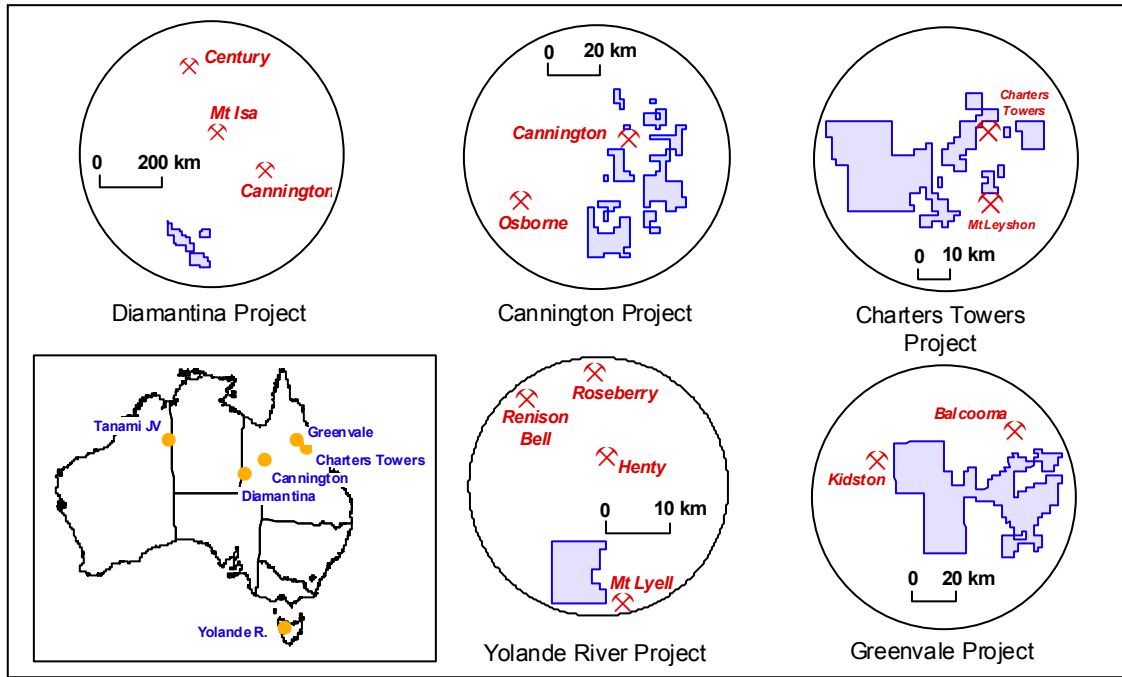 Century
Mt Isa
0 200 km
Cannington
Diamantina Project
0 20 km
Cannington
Osborne
Cannington Project
Charters
Towers
Mt Leyshon
0 10 km
Charters Towers
Project
Tanami JV
Greenvale
Charters Towers
Cannington
Diamantina
Yolande R.
Roseberry
Renison
Bell
Henty
0 10 km
Mt Lyell
Yolande River Project
Balcooma
Kidston
0 20 km
Greenvale Project